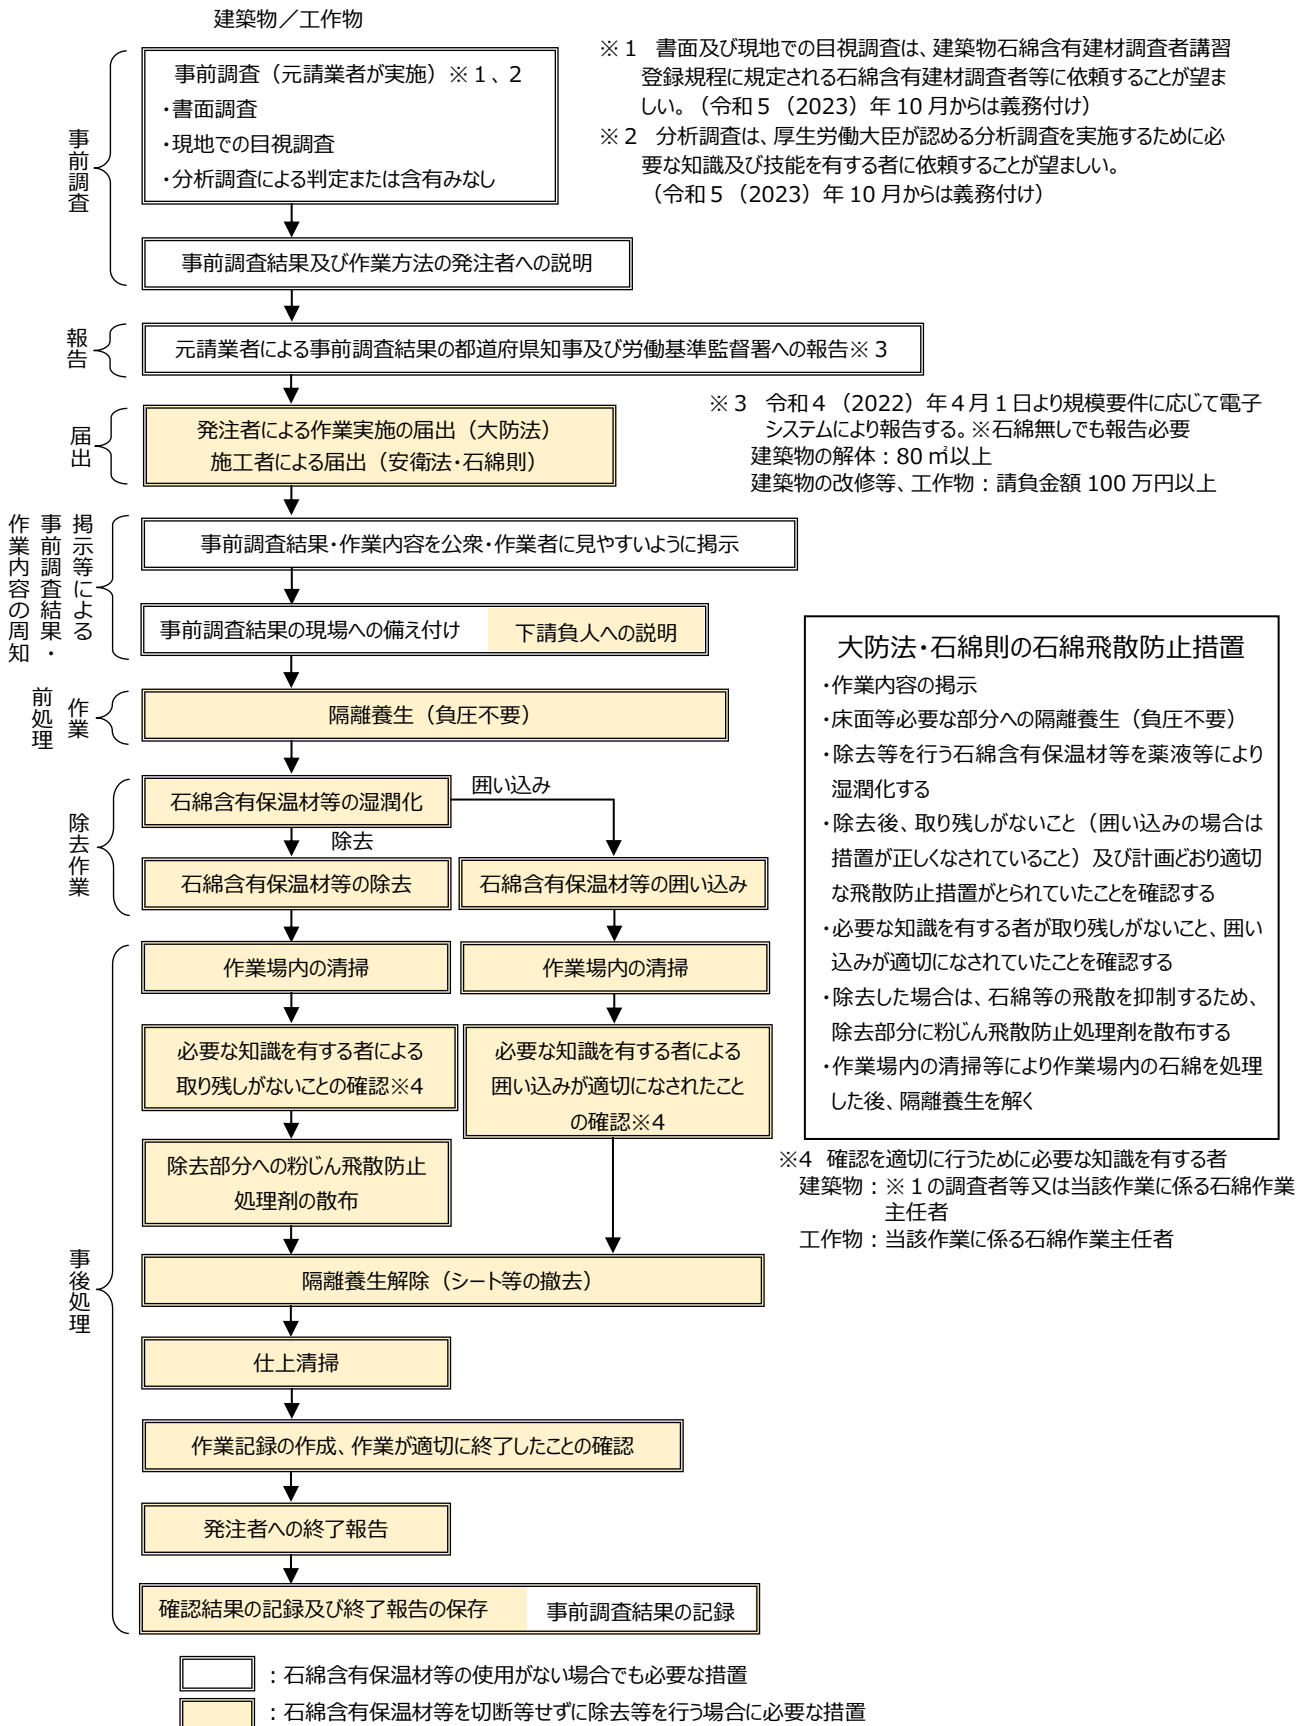 建築物／工作物
事前調査
事前調査（元請業者が実施）※１、２
・書面調査
・現地での目視調査
・分析調査による判定または含有みなし
※１　書面及び現地での目視調査は、建築物石綿含有建材調査者講習
登録規程に規定される石綿含有建材調査者等に依頼することが望ま
しい。（令和５（2023）年 10 月からは義務付け）
※２　分析調査は、厚生労働大臣が認める分析調査を実施するために必
要な知識及び技能を有する者に依頼することが望ましい。
（令和５（2023）年 10 月からは義務付け）
事前調査結果及び作業方法の発注者への説明
報告
元請業者による事前調査結果の都道府県知事及び労働基準監督署への報告※３
届出
発注者による作業実施の届出（大防法）
施工者による届出（安衛法・石綿則）
※３　令和４（2022）年４月１日より規模要件に応じて電子
システムにより報告する。※石綿無しでも報告必要
建築物の解体：80 ㎡以上
建築物の改修等、工作物：請負金額 100 万円以上
掲示等による
事前調査結果・
作業内容の周知
事前調査結果・作業内容を公衆・作業者に見やすいように掲示
事前調査結果の現場への備え付け
下請負人への説明
作業
前処理
隔離養生（負圧不要）
除去作業
石綿含有保温材等の湿潤化
囲い込み
除去
石綿含有保温材等の除去
石綿含有保温材等の囲い込み
大防法・石綿則の石綿飛散防止措置
・作業内容の掲示
・床面等必要な部分への隔離養生（負圧不要）
・除去等を行う石綿含有保温材等を薬液等により
湿潤化する
・除去後、取り残しがないこと（囲い込みの場合は
措置が正しくなされていること）及び計画どおり適切
な飛散防止措置がとられていたことを確認する
・必要な知識を有する者が取り残しがないこと、囲い
込みが適切になされていたことを確認する
・除去した場合は、石綿等の飛散を抑制するため、
除去部分に粉じん飛散防止処理剤を散布する
・作業場内の清掃等により作業場内の石綿を処理
した後、隔離養生を解く
事後処理
作業場内の清掃
作業場内の清掃
必要な知識を有する者による
取り残しがないことの確認※4
必要な知識を有する者による
囲い込みが適切になされたこと
の確認※4
※4　確認を適切に行うために必要な知識を有する者
建築物：※１の調査者等又は当該作業に係る石綿作業
主任者
工作物：当該作業に係る石綿作業主任者
除去部分への粉じん飛散防止
処理剤の散布
隔離養生解除（シート等の撤去）
仕上清掃
作業記録の作成、作業が適切に終了したことの確認
発注者への終了報告
確認結果の記録及び終了報告の保存
事前調査結果の記録
：石綿含有保温材等の使用がない場合でも必要な措置
：石綿含有保温材等を切断等せずに除去等を行う場合に必要な措置